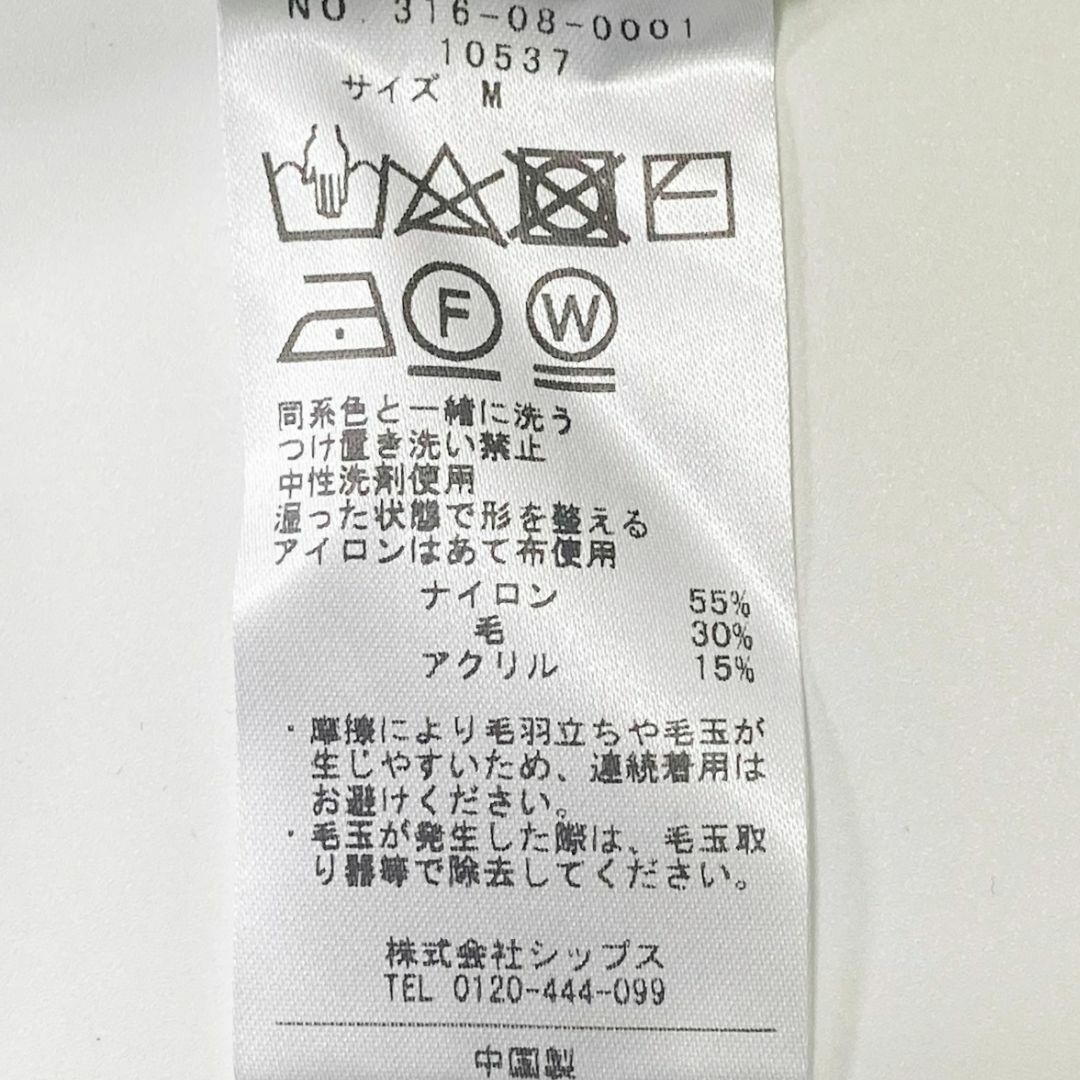 NO. 316-08-0001
10537
サイズ M
F W
同系色と一緒に洗う
つけ置き洗い禁止
中性洗剤使用
湿った状態で形を整える
アイロンはあて布使用
ナイロン 55%
毛 30%
アクリル 15%
・摩擦により毛羽立ちや毛玉が
生じやすいため、連続着用は
お避けください。
・毛玉が発生した際は、毛玉取
り器等で除去してください。
株式会社シップス
TEL 0120-444-099
中国製